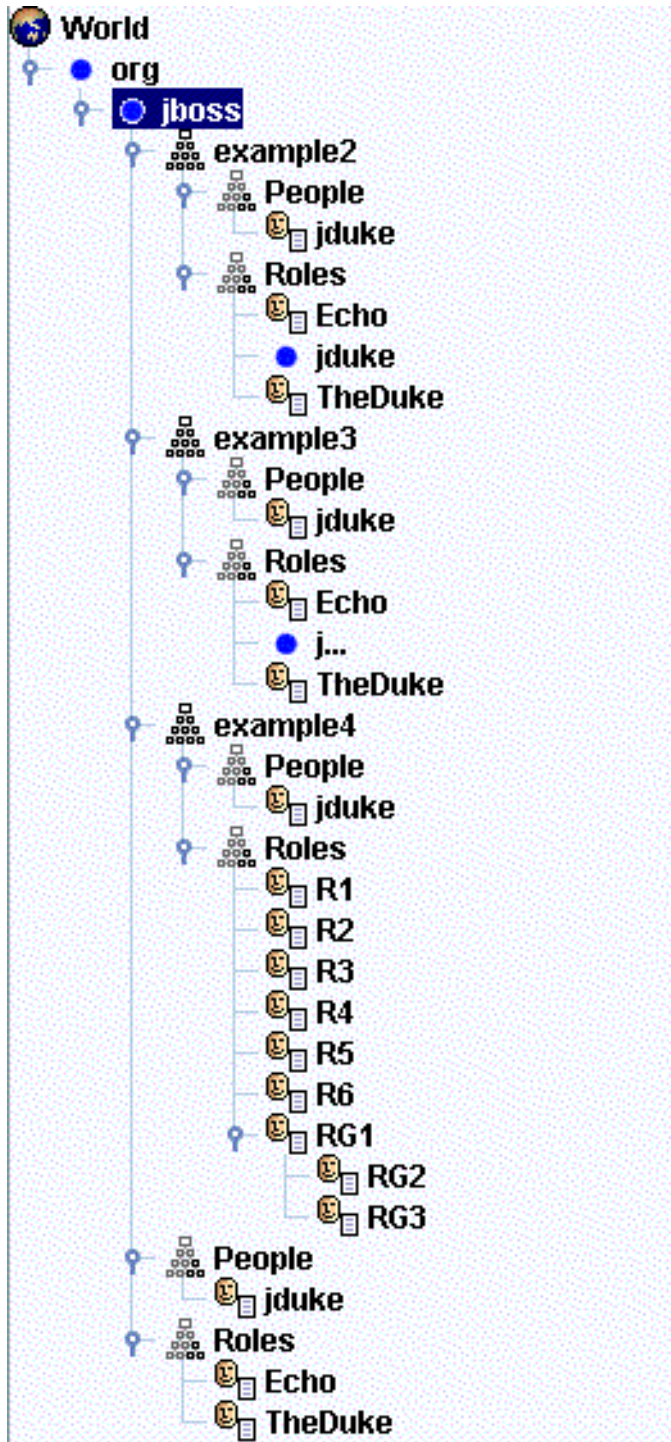 World
org
jboss
example2
People
jduke
Roles
Echo
jduke
TheDuke
example3
People
jduke
Roles
Echo
j...
TheDuke
example4
People
jduke
Roles
R1
R2
R3
R4
R5
R6
RG1
RG2
RG3
People
jduke
Roles
Echo
TheDuke